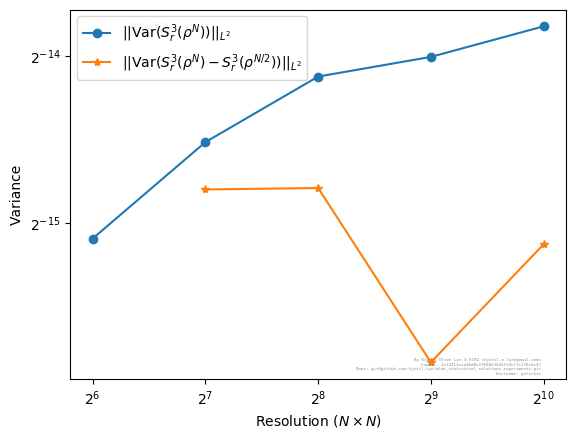 ||Var(S_r^3(ρ^N))||_{L^2}
||Var(S_r^3(ρ^N) − S_r^3(ρ^{N/2}))||_{L^2}
2^{−14}
2^{−15}
Variance
2^6 2^7 2^8 2^9 2^{10}
Resolution (N × N)